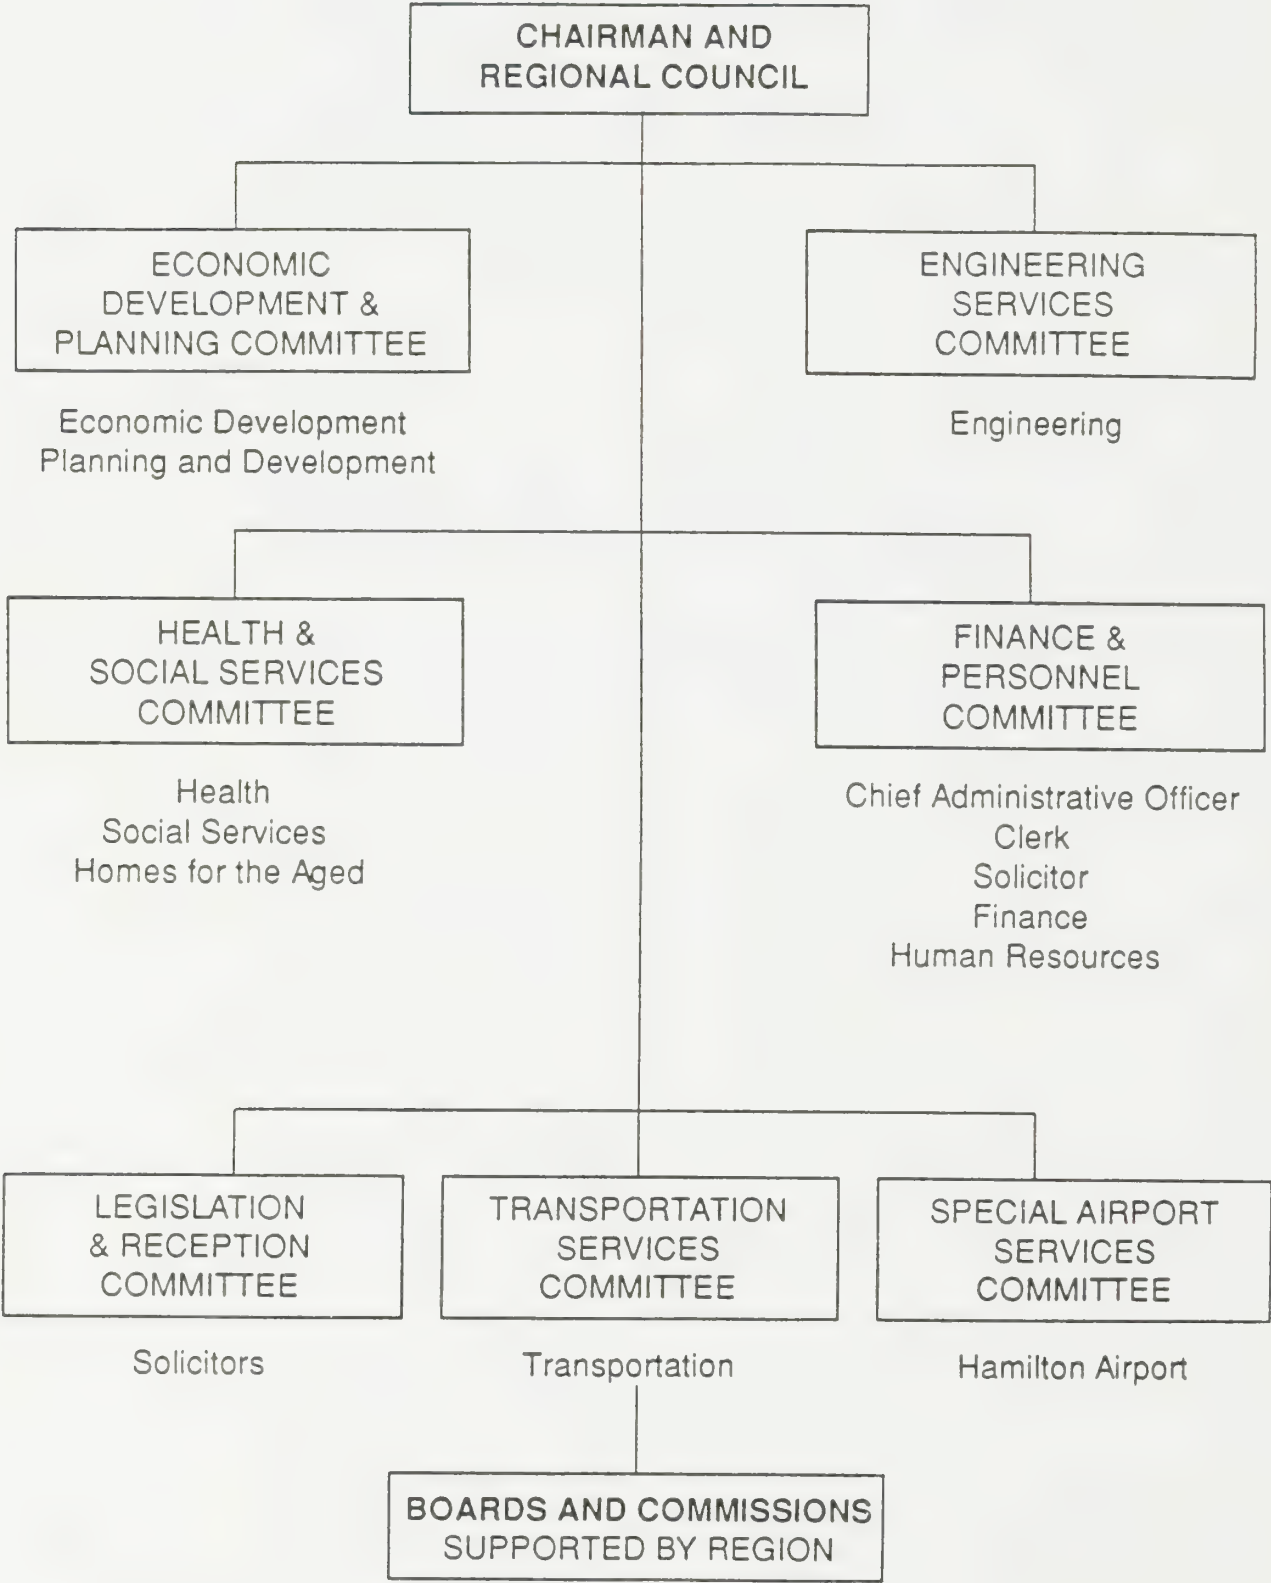 CHAIRMAN AND
REGIONAL COUNCIL
ECONOMIC
DEVELOPMENT &
PLANNING COMMITTEE
Economic Development
Planning and Development
ENGINEERING
SERVICES
COMMITTEE
Engineering
HEALTH &
SOCIAL SERVICES
COMMITTEE
Health
Social Services
Homes for the Aged
FINANCE &
PERSONNEL
COMMITTEE
Chief Administrative Officer
Clerk
Solicitor
Finance
Human Resources
LEGISLATION
& RECEPTION
COMMITTEE
Solicitors
TRANSPORTATION
SERVICES
COMMITTEE
Transportation
SPECIAL AIRPORT
SERVICES
COMMITTEE
Hamilton Airport
BOARDS AND COMMISSIONS
SUPPORTED BY REGION